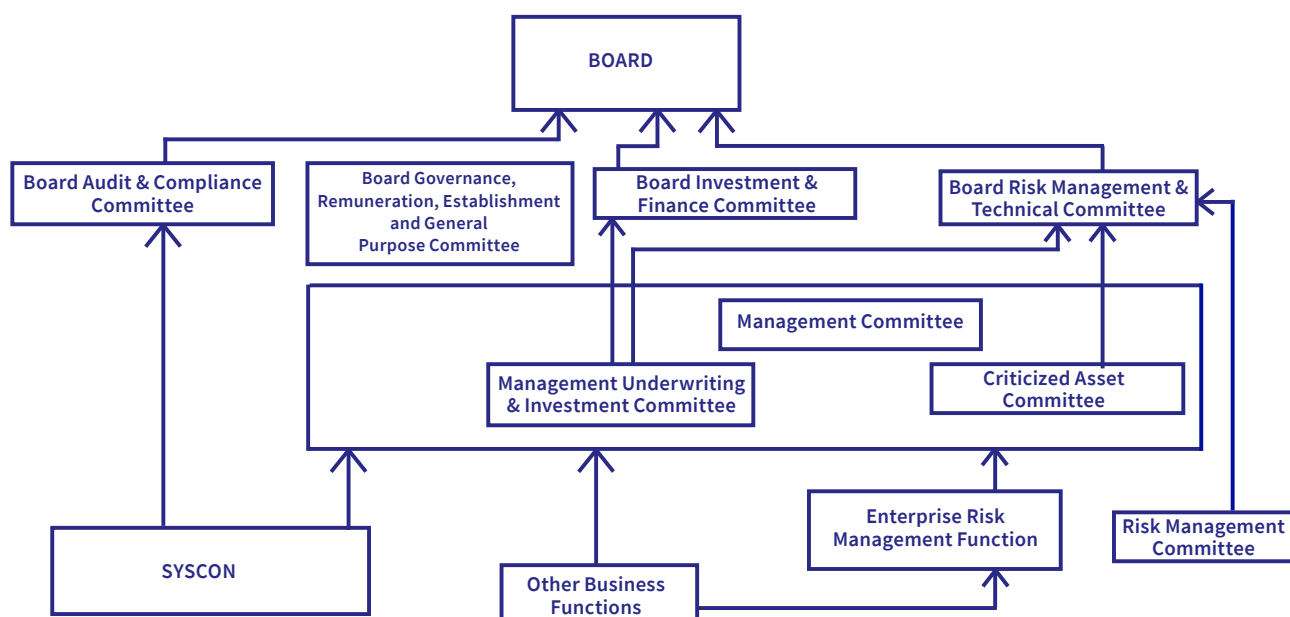 BOARD
Board Audit & Compliance
Committee
Board Governance,
Remuneration, Establishment
and General
Purpose Committee
Board Investment &
Finance Committee
Board Risk Management &
Technical Committee
Management Committee
Management Underwriting
& Investment Committee
Criticized Asset
Committee
SYSCON
Other Business
Functions
Enterprise Risk
Management Function
Risk Management
Committee